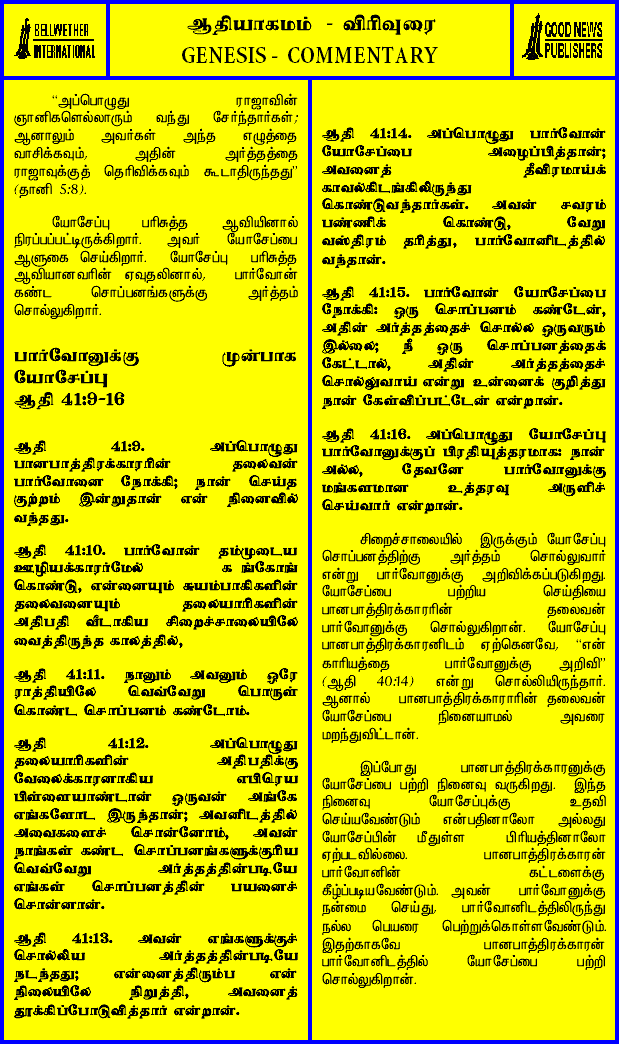 BELLWETHER
INTERNATIONAL
ஆதியாகமம் - விரிவுரை
GENESIS - COMMENTARY
GOOD NEWS
PUBLISHERS
“அப்பொழுது ராஜாவின்
ஞானிகளெல்லாரும் வந்து சேர்ந்தார்கள்;
ஆனாலும் அவர்கள் அந்த எழுத்தை
வாசிக்கவும், அதின் அர்த்தத்தை
ராஜாவுக்குத் தெரிவிக்கவும் கூடாதிருந்தது”
(தானி 5:8).
யோசேப்பு பரிசுத்த ஆவியினால்
நிரப்பப்பட்டிருக்கிறார். அவர் யோசேப்பை
ஆளுகை செய்கிறார். யோசேப்பு பரிசுத்த
ஆவியானவரின் ஏவுதலினால், பார்வோன்
கண்ட சொப்பனங்களுக்கு அர்த்தம்
சொல்லுகிறார்.
பார்வோனுக்கு முன்பாக
யோசேப்பு
ஆதி 41:9-16
ஆதி 41:9. அப்பொழுது
பானபாத்திரக்காரரின் தலைவன்
பார்வோனை நோக்கி; நான் செய்த
குற்றம் இன்றுதான் என் நினைவில்
வந்தது.
ஆதி 41:10. பார்வோன் தம்முடைய
ஊழியக்காரர்மேல் க ங்கோங்
கொண்டு, என்னையும் சுயம்பாகிகளின்
தலைவனையும் தலையாரிகளின்
அதிபதி வீடாகிய சிறைச்சாலையிலே
வைத்திருந்த காலத்தில்,
ஆதி 41:11. நானும் அவனும் ஒரே
ராத்தியிலே வெவ்வேறு பொருள்
கொண்ட சொப்பனம் கண்டோம்.
ஆதி 41:12. அப்பொழுது
தலையாரிகளின் அதிபதிக்கு
வேலைக்காரனாகிய எபிரெய
பிள்ளையாண்டான் ஒருவன் அங்கே
எங்களோட இருந்தான்; அவனிடத்தில்
அவைகளைச் சொன்னோம், அவன்
நாங்கள் கண்ட சொப்பனங்களுக்குரிய
வெவ்வேறு அர்த்தத்தின்படியே
எங்கள் சொப்பனத்தின் பயனைச்
சொன்னான்.
ஆதி 41:13. அவன் எங்களுக்குச்
சொல்லிய அர்த்தத்தின்படியே
நடந்தது; என்னைத்திரும்ப என்
நிலையிலே நிறுத்தி, அவனைத்
தூக்கிப்போடுவித்தார் என்றான்.
ஆதி 41:14. அப்பொழுது பார்வோன்
யோசேப்பை அழைப்பித்தான்;
அவனைத் தீவிரமாய்க்
காவல்கிடங்கிலிருந்து
கொண்டுவந்தார்கள். அவன் சவரம்
பண்ணிக் கொண்டு, வேறு
வஸ்திரம் தரித்து, பார்வோனிடத்தில்
வந்தான்.
ஆதி 41:15. பார்வோன் யோசேப்பை
நோக்கி: ஒரு சொப்பனம் கண்டேன்,
அதின் அர்த்தத்தைச் சொல்ல ஒருவரும்
இல்லை; நீ ஒரு சொப்பனத்தைக்
கேட்டால், அதின் அர்த்தத்தைச்
சொல்லுவாய் என்று உன்னைக் குறித்து
நான் கேள்விப்பட்டேன் என்றான்.
ஆதி 41:16. அப்பொழுது யோசேப்பு
பார்வோனுக்குப் பிரதியுத்தரமாக: நான்
அல்ல, தேவனே பார்வோனுக்கு
மங்களமான உத்தரவு அருளிச்
செய்வார் என்றான்.
சிறைச்சாலையில் இருக்கும் யோசேப்பு
சொப்பனத்திற்கு அர்த்தம் சொல்லுவார்
என்று பார்வோனுக்கு அறிவிக்கப்படுகிறது.
யோசேப்பை பற்றிய செய்தியை
பானபாத்திரக்காரரின் தலைவன்
பார்வோனுக்கு சொல்லுகிறான். யோசேப்பு
பானபாத்திரக்காரனிடம் ஏற்கெனவே, “என்
காரியத்தை பார்வோனுக்கு அறிவி”
(ஆதி 40:14) என்று சொல்லியிருந்தார்.
ஆனால் பானபாத்திரக்காராரின் தலைவன்
யோசேப்பை நினையாமல் அவரை
மறந்துவிட்டான்.
இப்போது பானபாத்திரக்காரனுக்கு
யோசேப்பை பற்றி நினைவு வருகிறது. இந்த
நினைவு யோசேப்புக்கு உதவி
செய்யவேண்டும் என்பதினாலோ அல்லது
யோசேப்பின் மீதுள்ள பிரியத்தினாலோ
ஏற்படவில்லை. பானபாத்திரக்காரன்
பார்வோனின் கட்டளைக்கு
கீழ்ப்படியவேண்டும். அவன் பார்வோனுக்கு
நன்மை செய்து, பார்வோனிடத்திலிருந்து
நல்ல பெயரை பெற்றுக்கொள்ளவேண்டும்.
இதற்காகவே பானபாத்திரக்காரன்
பார்வோனிடத்தில் யோசேப்பை பற்றி
சொல்லுகிறான்.